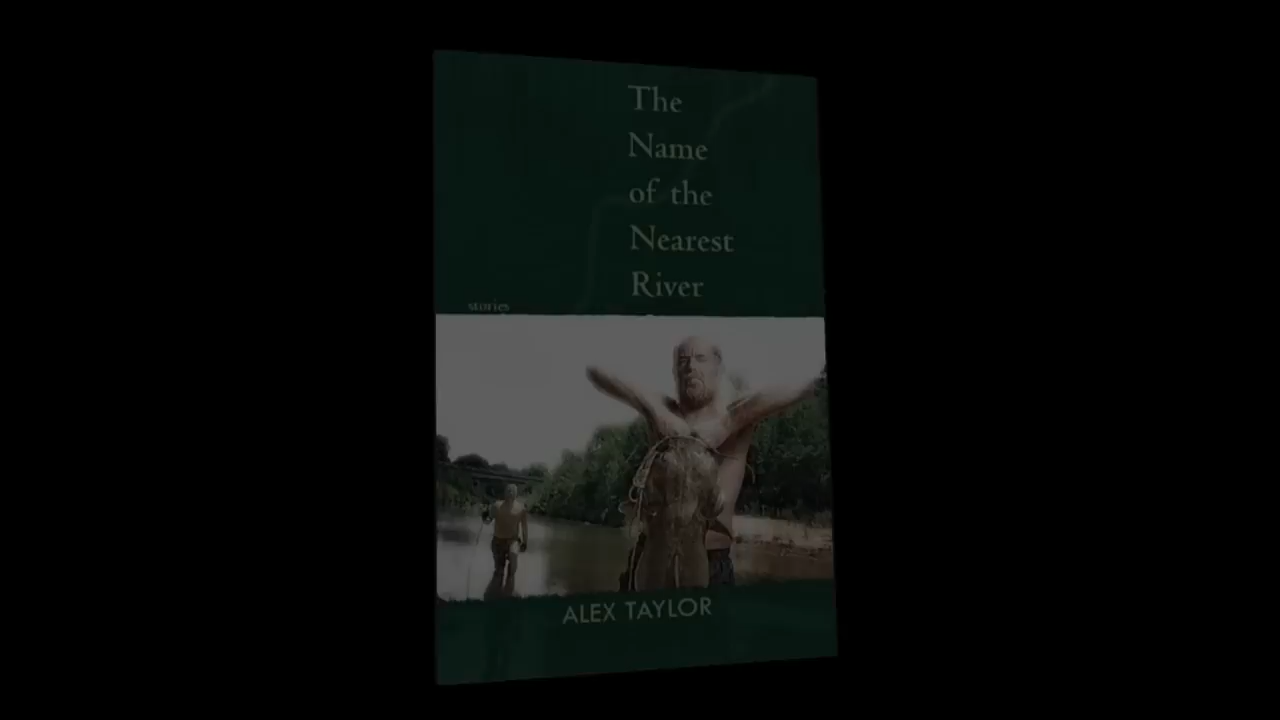 The
Name
of the
Nearest
River
stories
ALEX TAYLOR